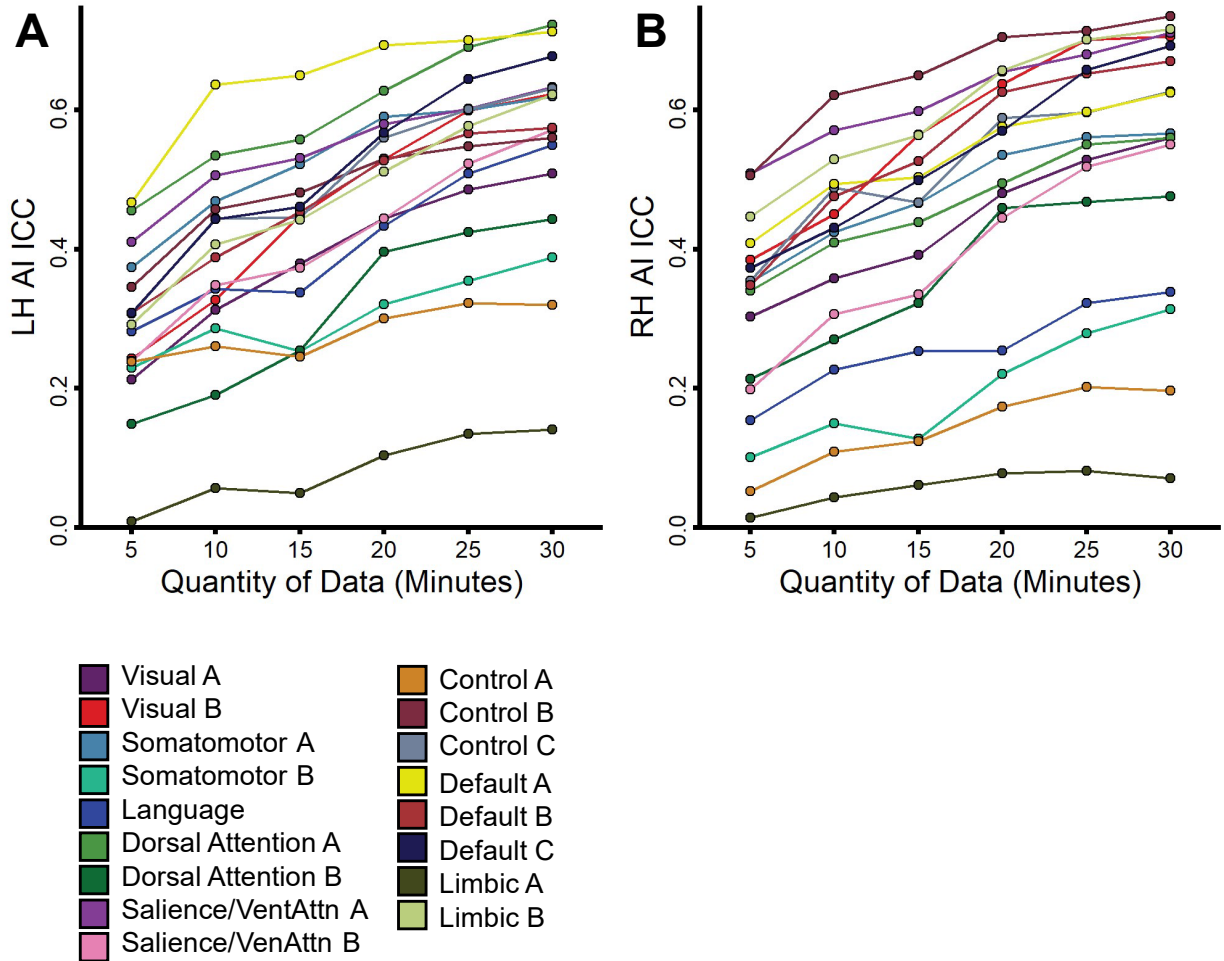 A
LH AI ICC
0.6
0.4
0.2
0.0
5 10 15 20 25 30
Quantity of Data (Minutes)
B
RH AI ICC
0.6
0.4
0.2
0.0
5 10 15 20 25 30
Quantity of Data (Minutes)
Visual A
Visual B
Somatomotor A
Somatomotor B
Language
Dorsal Attention A
Dorsal Attention B
Salience/VentAttn A
Salience/VenAttn B
Control A
Control B
Control C
Default A
Default B
Default C
Limbic A
Limbic B